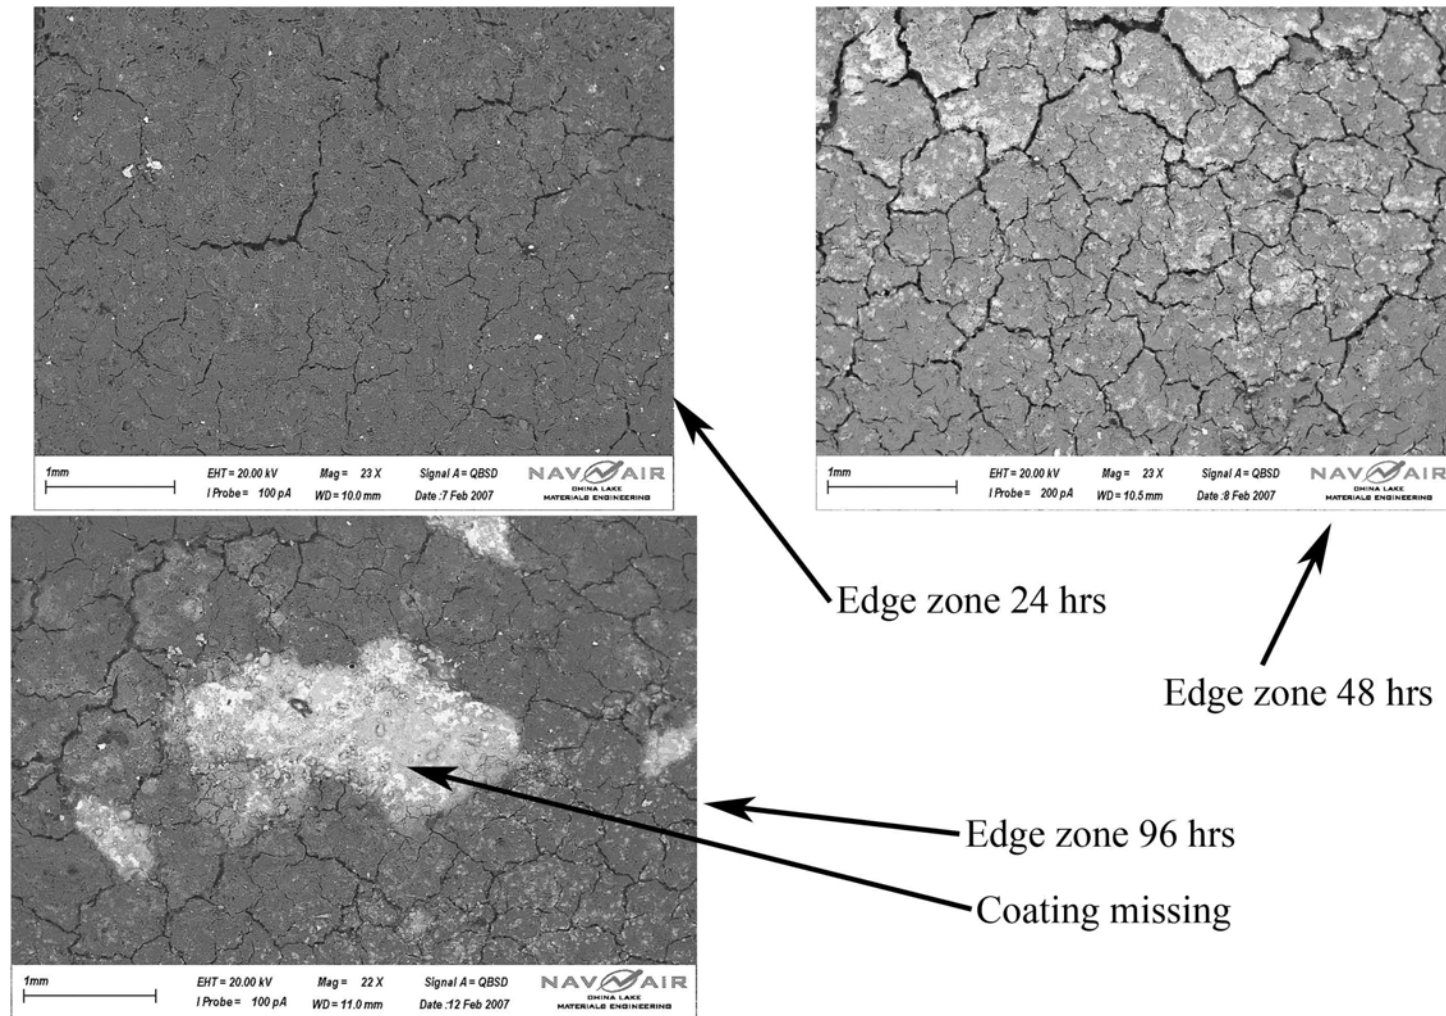 1mm
EHT = 20.00 kV Mag = 23 X Signal A = QBSD
I Probe = 100 pA WD = 10.0 mm Date :7 Feb 2007
NAVAIR
CHINA LAKE
MATERIALS ENGINEERING
1mm
EHT = 20.00 kV Mag = 23 X Signal A = QBSD
I Probe = 200 pA WD = 10.5 mm Date :8 Feb 2007
NAVAIR
CHINA LAKE
MATERIALS ENGINEERING
Edge zone 24 hrs
Edge zone 48 hrs
Edge zone 96 hrs
Coating missing
1mm
EHT = 20.00 kV Mag = 22 X Signal A = QBSD
I Probe = 100 pA WD = 11.0 mm Date :12 Feb 2007
NAVAIR
CHINA LAKE
MATERIALS ENGINEERING